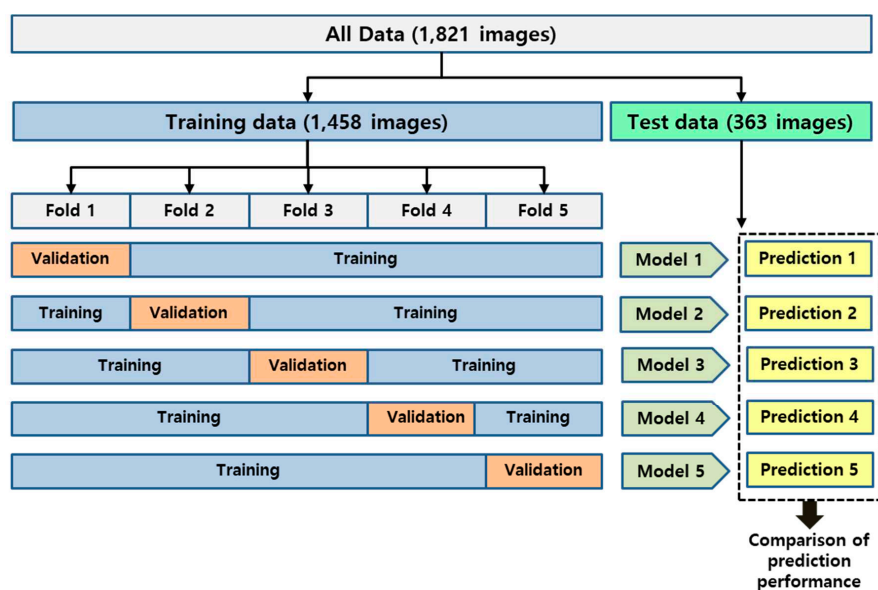 All Data (1,821 images)
Training data (1,458 images)
Test data (363 images)
Fold 1
Fold 2
Fold 3
Fold 4
Fold 5
Validation
Training
Model 1
Prediction 1
Training
Validation
Training
Model 2
Prediction 2
Training
Validation
Training
Model 3
Prediction 3
Training
Validation
Training
Model 4
Prediction 4
Training
Validation
Model 5
Prediction 5
Comparison of
prediction
performance